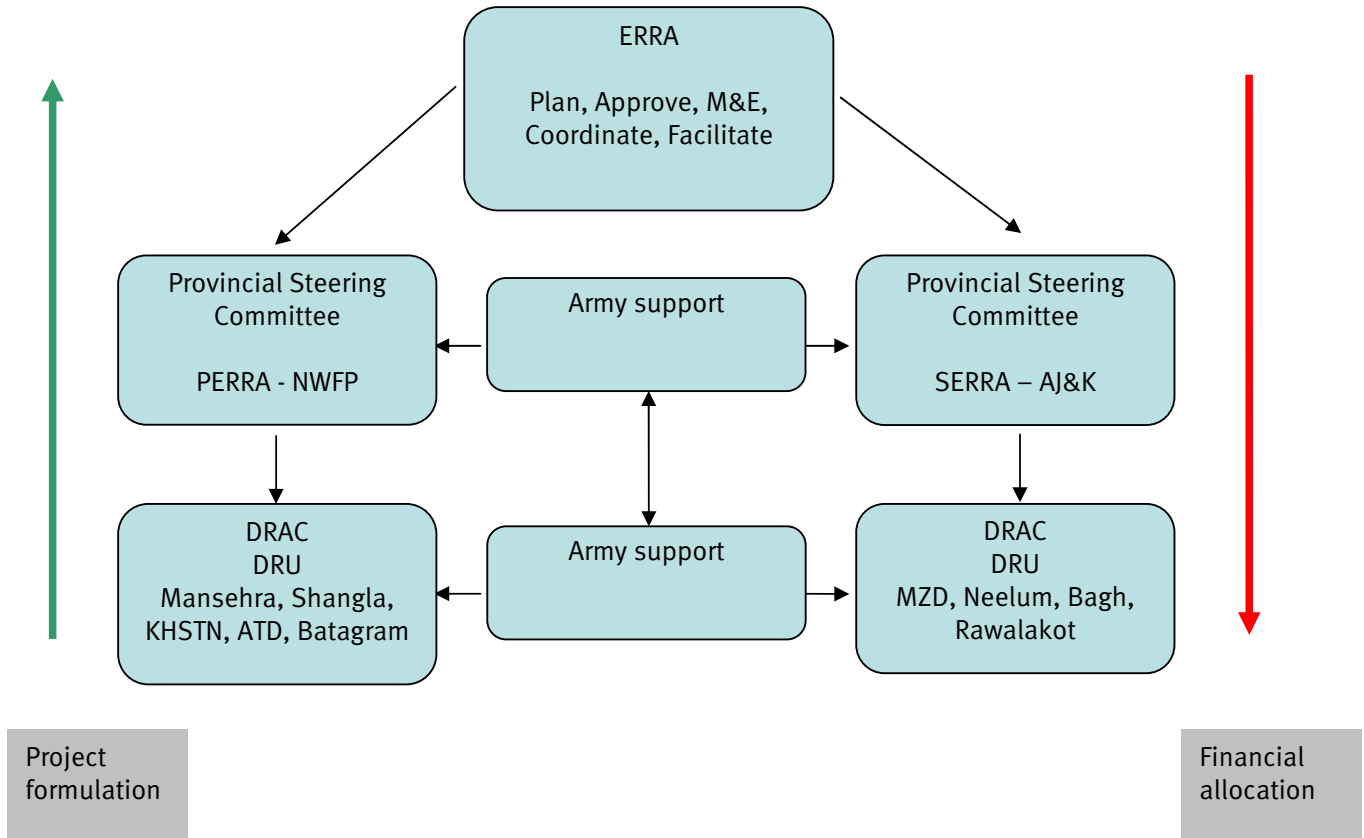 ERRA
Plan, Approve, M&E,
Coordinate, Facilitate
Provincial Steering
Committee
PERRA - NWFP
Army support
Provincial Steering
Committee
SERRA – AJ&K
DRAC
DRU
Mansehra, Shangla,
KHSTN, ATD, Batagram
Army support
DRAC
DRU
MZD, Neelum, Bagh,
Rawalakot
Project
formulation
Financial
allocation